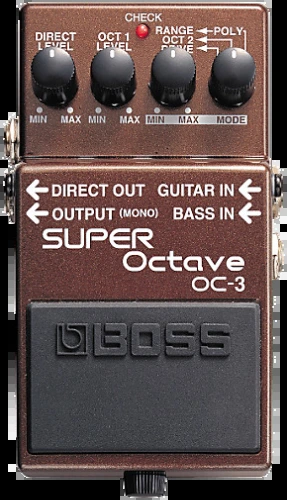 CHECK
DIRECT LEVEL
OCT 1 LEVEL
RANGE
OCT 2
DRIVE
POLY
MIN MAX MIN MAX MIN MAX MODE
DIRECT OUT GUITAR IN
OUTPUT (MONO) BASS IN
SUPER
Octave
OC-3
BOSS